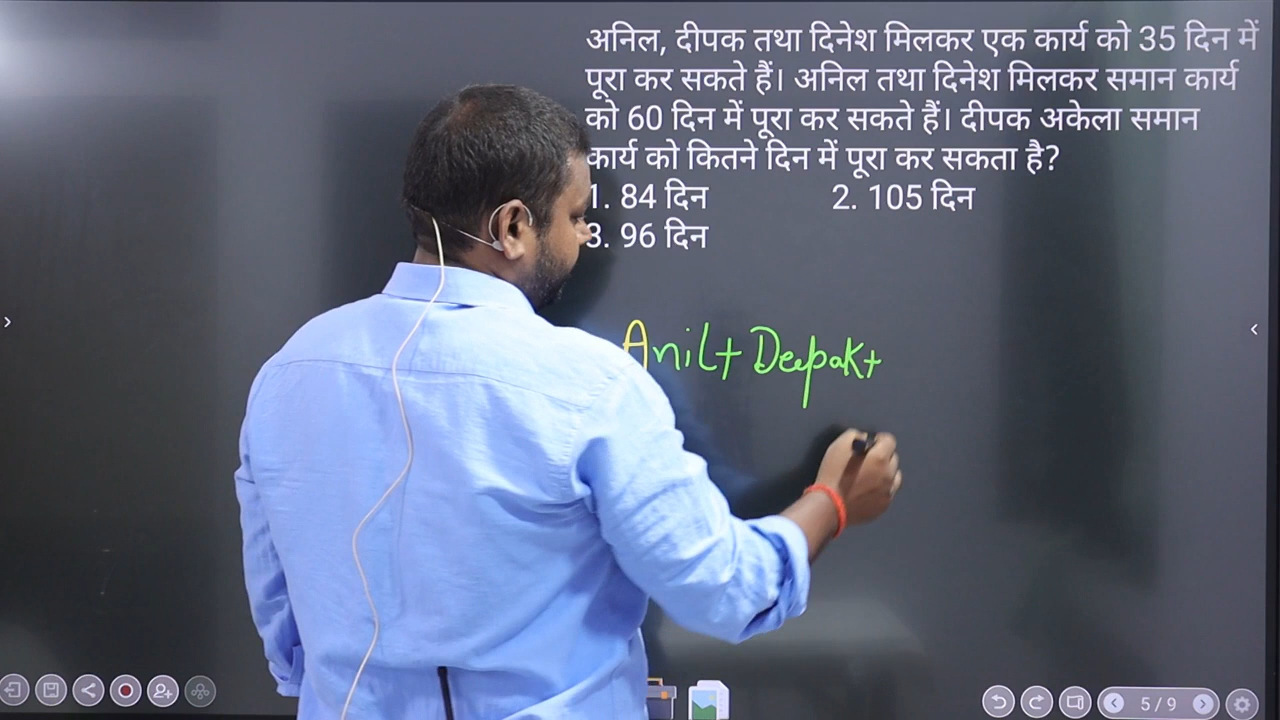 अनिल, दीपक तथा दिनेश मिलकर एक कार्य को 35 दिन में
पूरा कर सकते हैं। अनिल तथा दिनेश मिलकर समान कार्य
को 60 दिन में पूरा कर सकते हैं। दीपक अकेला समान
कार्य को कितने दिन में पूरा कर सकता है?
1. 84 दिन 2. 105 दिन
3. 96 दिन
Anil+ Deepak+
5/9